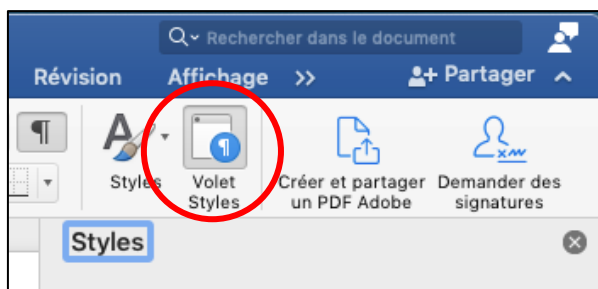 Rechercher dans le document
Révision Affichage >> + Partager
¶
A
Styles Volet Styles Créer et partager un PDF Adobe Demander des signatures
Styles